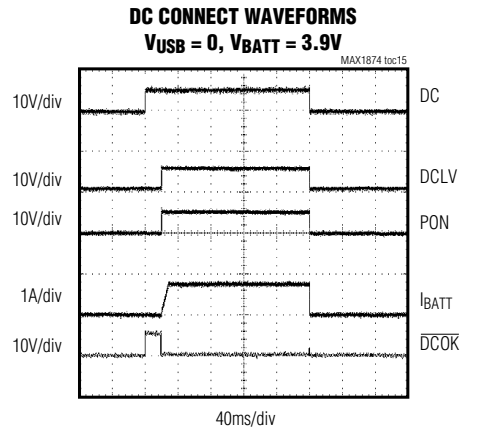 DC CONNECT WAVEFORMS
VUSB = 0, VBATT = 3.9V
MAX1874 toc15
10V/div DC
10V/div DCLV
10V/div PON
1A/div IBATT
10V/div DCOK
40ms/div